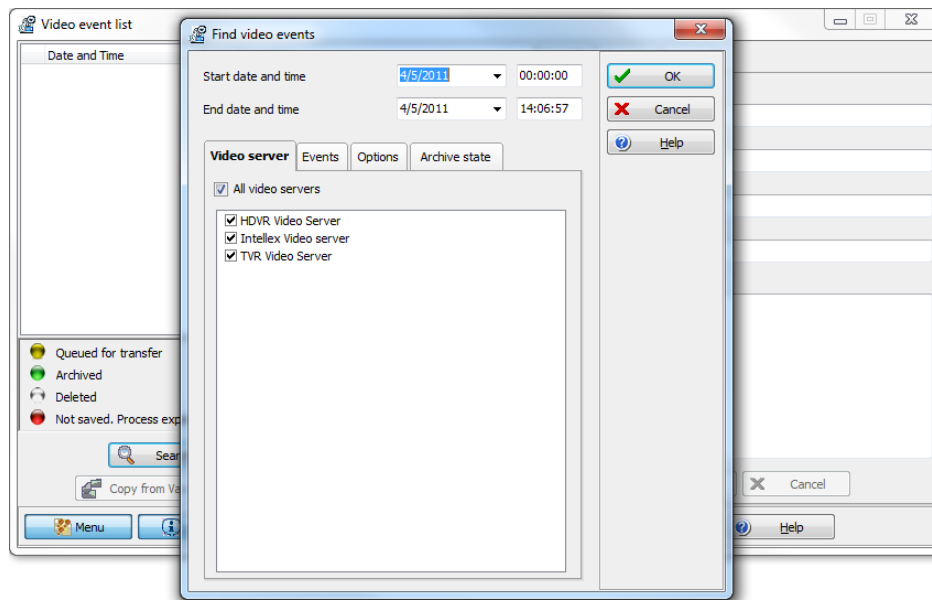 Video event list
Date and Time
Queued for transfer
Archived
Deleted
Not saved. Process
Copy from
Menu
Find video events
Start date and time 4/5/2011 00:00:00
End date and time 4/5/2011 14:06:57
OK
Cancel
Help
Video server Events Options Archive state
All video servers
HDVR Video Server
Intellex Video server
TVR Video Server
Cancel
Help